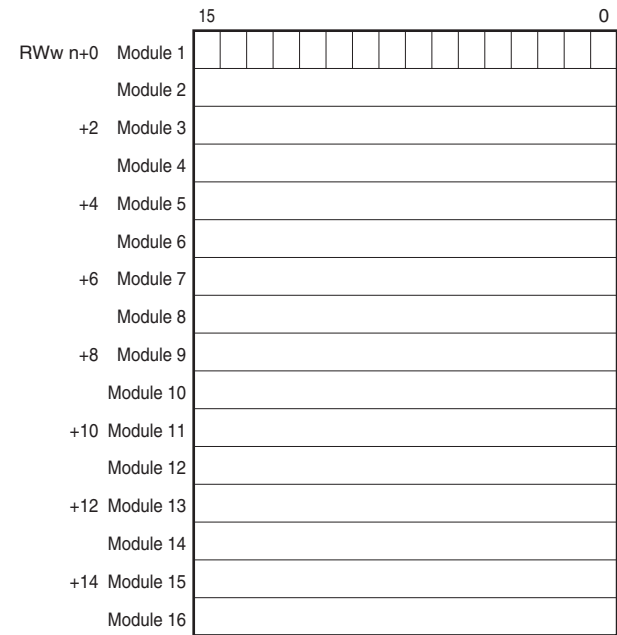 15 0
RWw n+0 Module 1
Module 2
+2 Module 3
Module 4
+4 Module 5
Module 6
+6 Module 7
Module 8
+8 Module 9
Module 10
+10 Module 11
Module 12
+12 Module 13
Module 14
+14 Module 15
Module 16